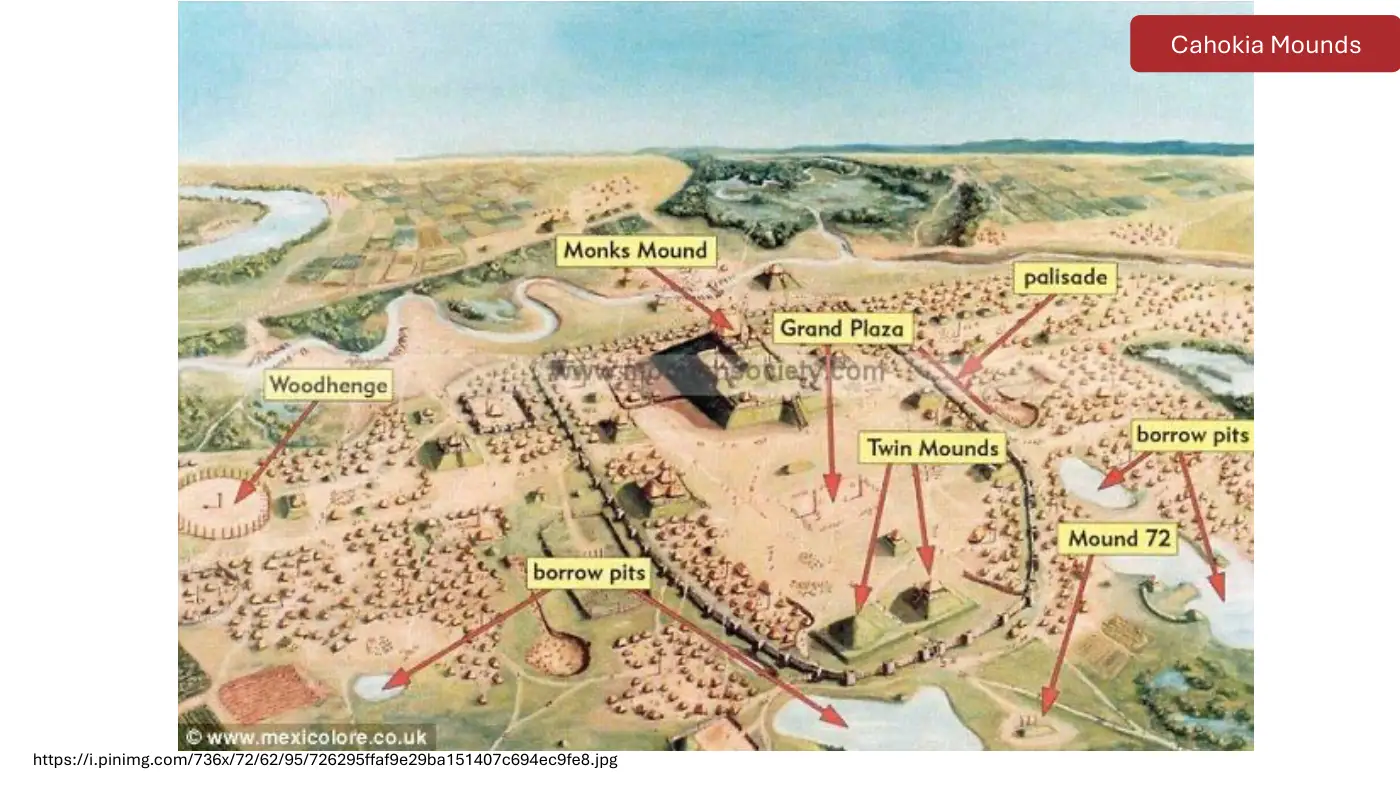 Cahokia Mounds
Monks Mound
palisade
Grand Plaza
Woodhenge
Twin Mounds
borrow pits
Mound 72
borrow pits
© www.mexicolore.co.uk
https://i.pinimg.com/736x/72/62/95/726295ffaf9e29ba151407c694ec9fe8.jpg